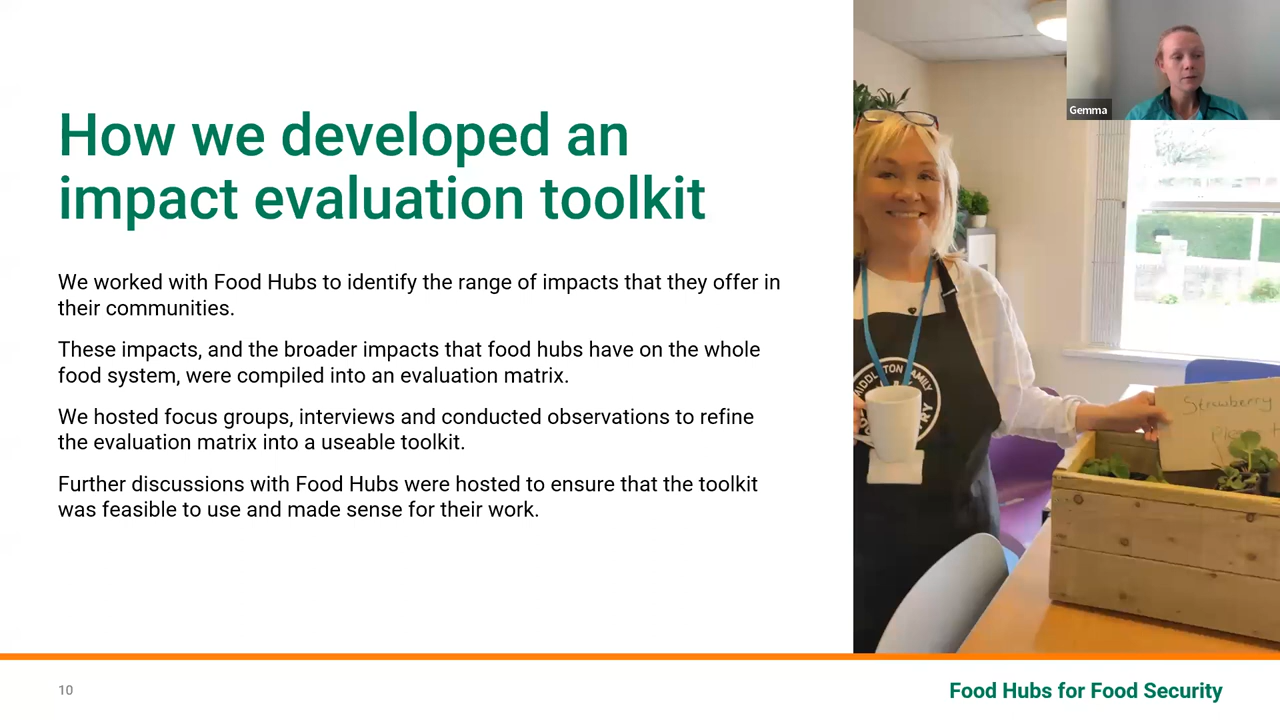 How we developed an
impact evaluation toolkit
We worked with Food Hubs to identify the range of impacts that they offer in
their communities.
These impacts, and the broader impacts that food hubs have on the whole
food system, were compiled into an evaluation matrix.
We hosted focus groups, interviews and conducted observations to refine
the evaluation matrix into a useable toolkit.
Further discussions with Food Hubs were hosted to ensure that the toolkit
was feasible to use and made sense for their work.
Gemma
FAMILY
Strawberry
10
Food Hubs for Food Security